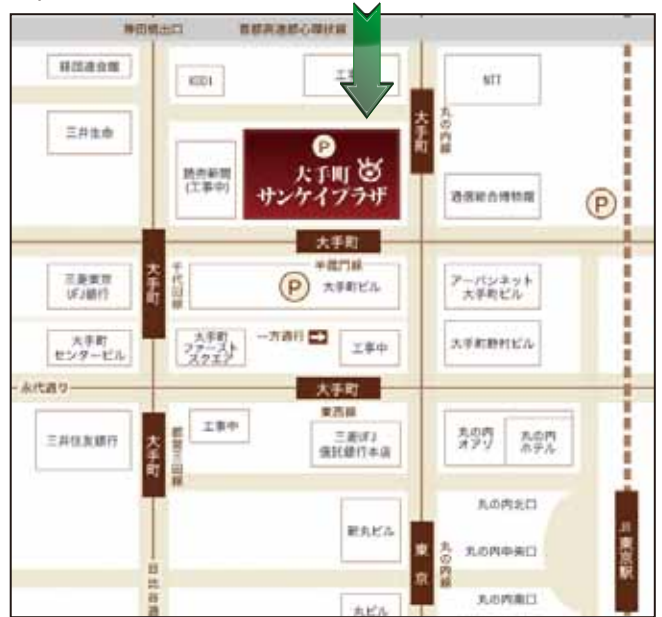 神田橋出口
首都高速都心環状線
経団連会館
KDDI
NTT
三井生命
大手町
丸の内線
読売新聞
(工事中)
P
大手町
サンケイプラザ
逓信総合博物館
P
大手町
半蔵門線
三菱東京
UFJ銀行
大手町
千代田線
P
大手町ビル
アーバンネット
大手町ビル
大手町
センタービル
大手町
ファースト
スクエア
一方通行
工事中
大手町野村ビル
永代通り
大手町
東西線
三井住友銀行
大手町
都営三田線
工事中
三菱UFJ
信託銀行本店
丸の内
オアゾ
丸の内
ホテル
新丸ビル
丸の内北口
東京
丸の内線
丸の内中央口
JR東京駅
日比谷通
丸ビル
丸の内南口